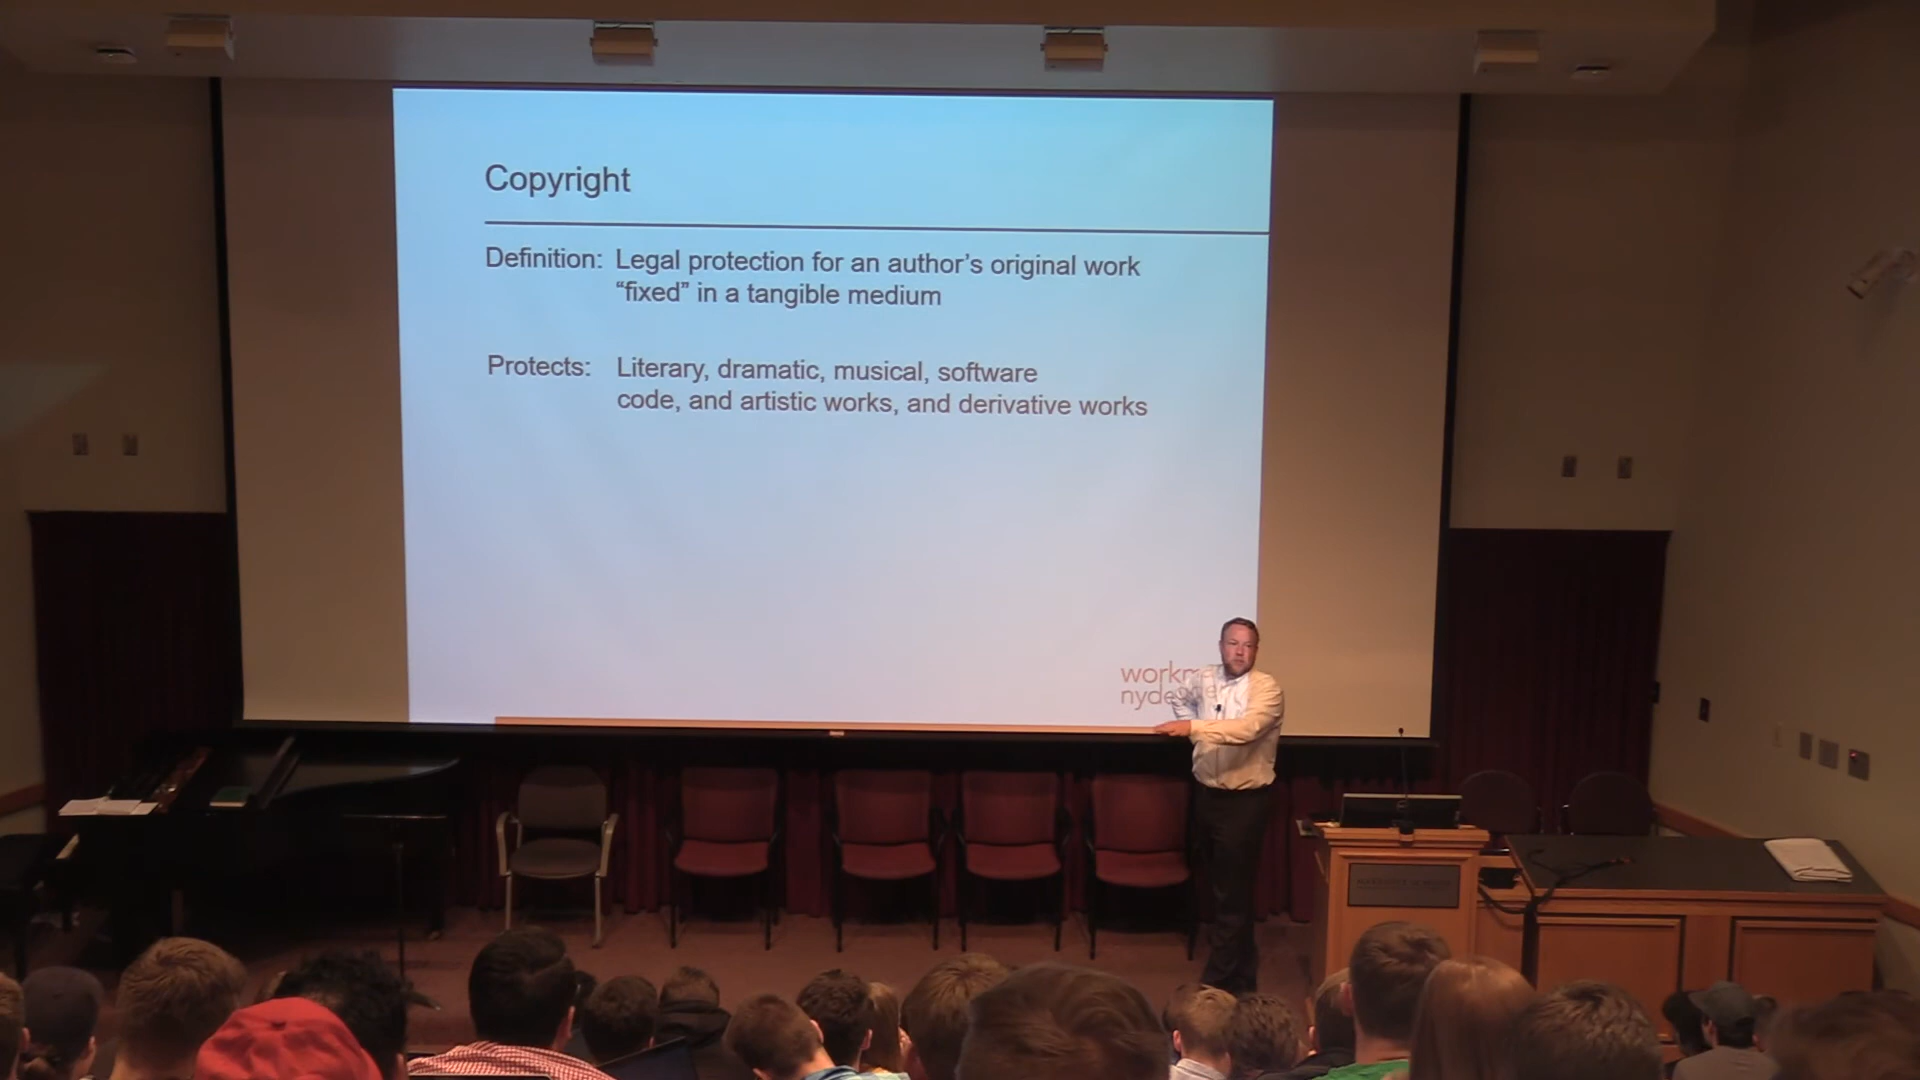 Copyright
Definition: Legal protection for an author's original work
“fixed” in a tangible medium
Protects: Literary, dramatic, musical, software
code, and artistic works, and derivative works